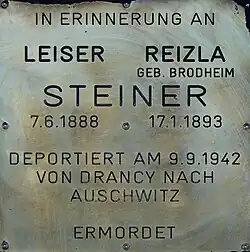 IN ERINNERUNG AN
LEISER REIZLA
GEB. BRODHEIM
STEINER
7.6.1888 17.1.1893
DEPORTIERT AM 9.9.1942
VON DRANCY NACH
AUSCHWITZ
ERMORDET